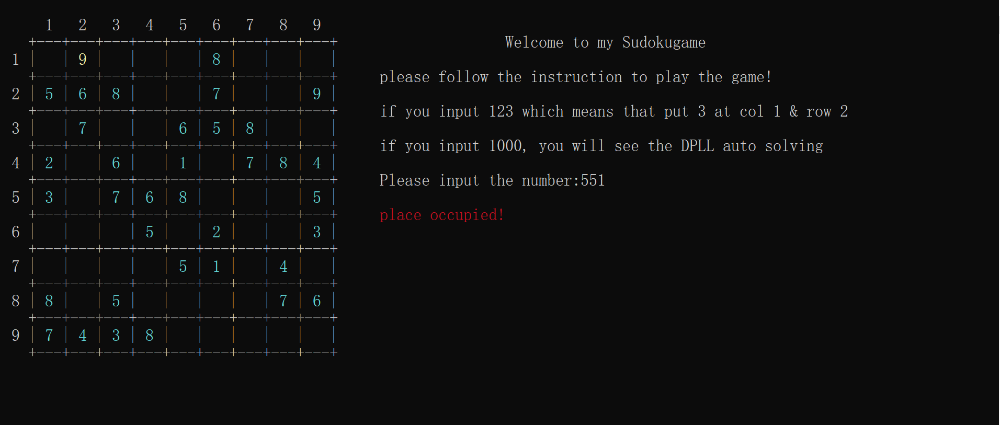 1 2 3 4 5 6 7 8 9
+---+---+---+---+---+---+---+---+---+
1 |   | 9 |   |   |   | 8 |   |   |   |
+---+---+---+---+---+---+---+---+---+
2 | 5 | 6 | 8 |   |   | 7 |   |   | 9 |
+---+---+---+---+---+---+---+---+---+
3 |   | 7 |   |   | 6 | 5 | 8 |   |   |
+---+---+---+---+---+---+---+---+---+
4 | 2 |   | 6 |   | 1 |   | 7 | 8 | 4 |
+---+---+---+---+---+---+---+---+---+
5 | 3 |   | 7 | 6 | 8 |   |   |   | 5 |
+---+---+---+---+---+---+---+---+---+
6 |   |   |   | 5 |   | 2 |   |   | 3 |
+---+---+---+---+---+---+---+---+---+
7 |   |   |   |   | 5 | 1 |   | 4 |   |
+---+---+---+---+---+---+---+---+---+
8 | 8 |   | 5 |   |   |   |   | 7 | 6 |
+---+---+---+---+---+---+---+---+---+
9 | 7 | 4 | 3 | 8 |   |   |   |   |   |
+---+---+---+---+---+---+---+---+---+
Welcome to my Sudokugame
please follow the instruction to play the game!
if you input 123 which means that put 3 at col 1 & row 2
if you input 1000, you will see the DPLL auto solving
Please input the number:551
place occupied!